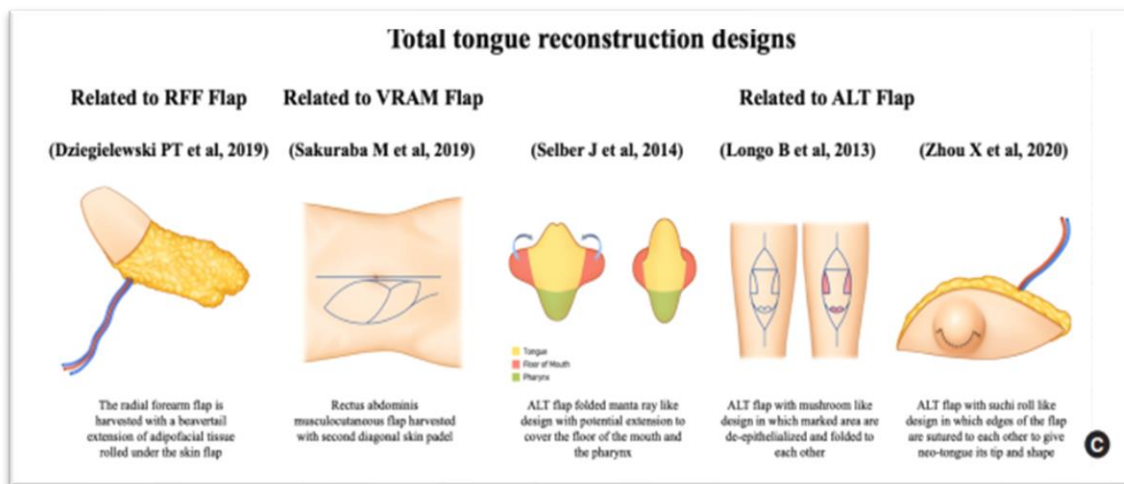 Total tongue reconstruction designs
Related to RFF Flap
Related to VRAM Flap
Related to ALT Flap
(Dziegielewski PT et al, 2019)
(Sakuraba M et al, 2019)
(Selber J et al, 2014)
(Longo B et al, 2013)
(Zhou X et al, 2020)
Tongue
Floor of Mouth
Pharynx
The radial forearm flap is
harvested with a beavertail
extension of adipofacial tissue
rolled under the skin flap
Rectus abdominis
musculocutaneous flap harvested
with second diagonal skin padel
ALT flap folded manta ray like
design with potential extension to
cover the floor of the mouth and
the pharynx
ALT flap with mushroom like
design in which marked area are
de-epithelialized and folded to
each other
ALT flap with suchi roll like
design in which edges of the flap
are sutured to each other to give
neo-tongue its tip and shape
C